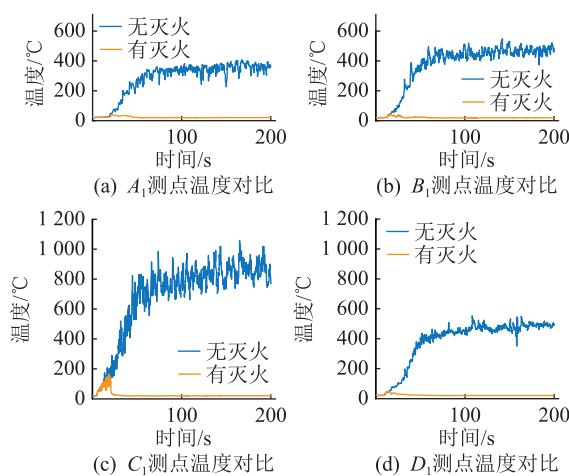 600
400
200
0
温度/℃
无灭火
有灭火
100
200
时间/s
(a) A₁测点温度对比
600
400
200
0
温度/℃
无灭火
有灭火
100
200
时间/s
(b) B₁测点温度对比
1 200
1 000
800
600
400
200
0
温度/℃
无灭火
有灭火
100
200
时间/s
(c) C₁测点温度对比
1 200
1 000
800
600
400
200
0
温度/℃
无灭火
有灭火
100
200
时间/s
(d) D₁测点温度对比